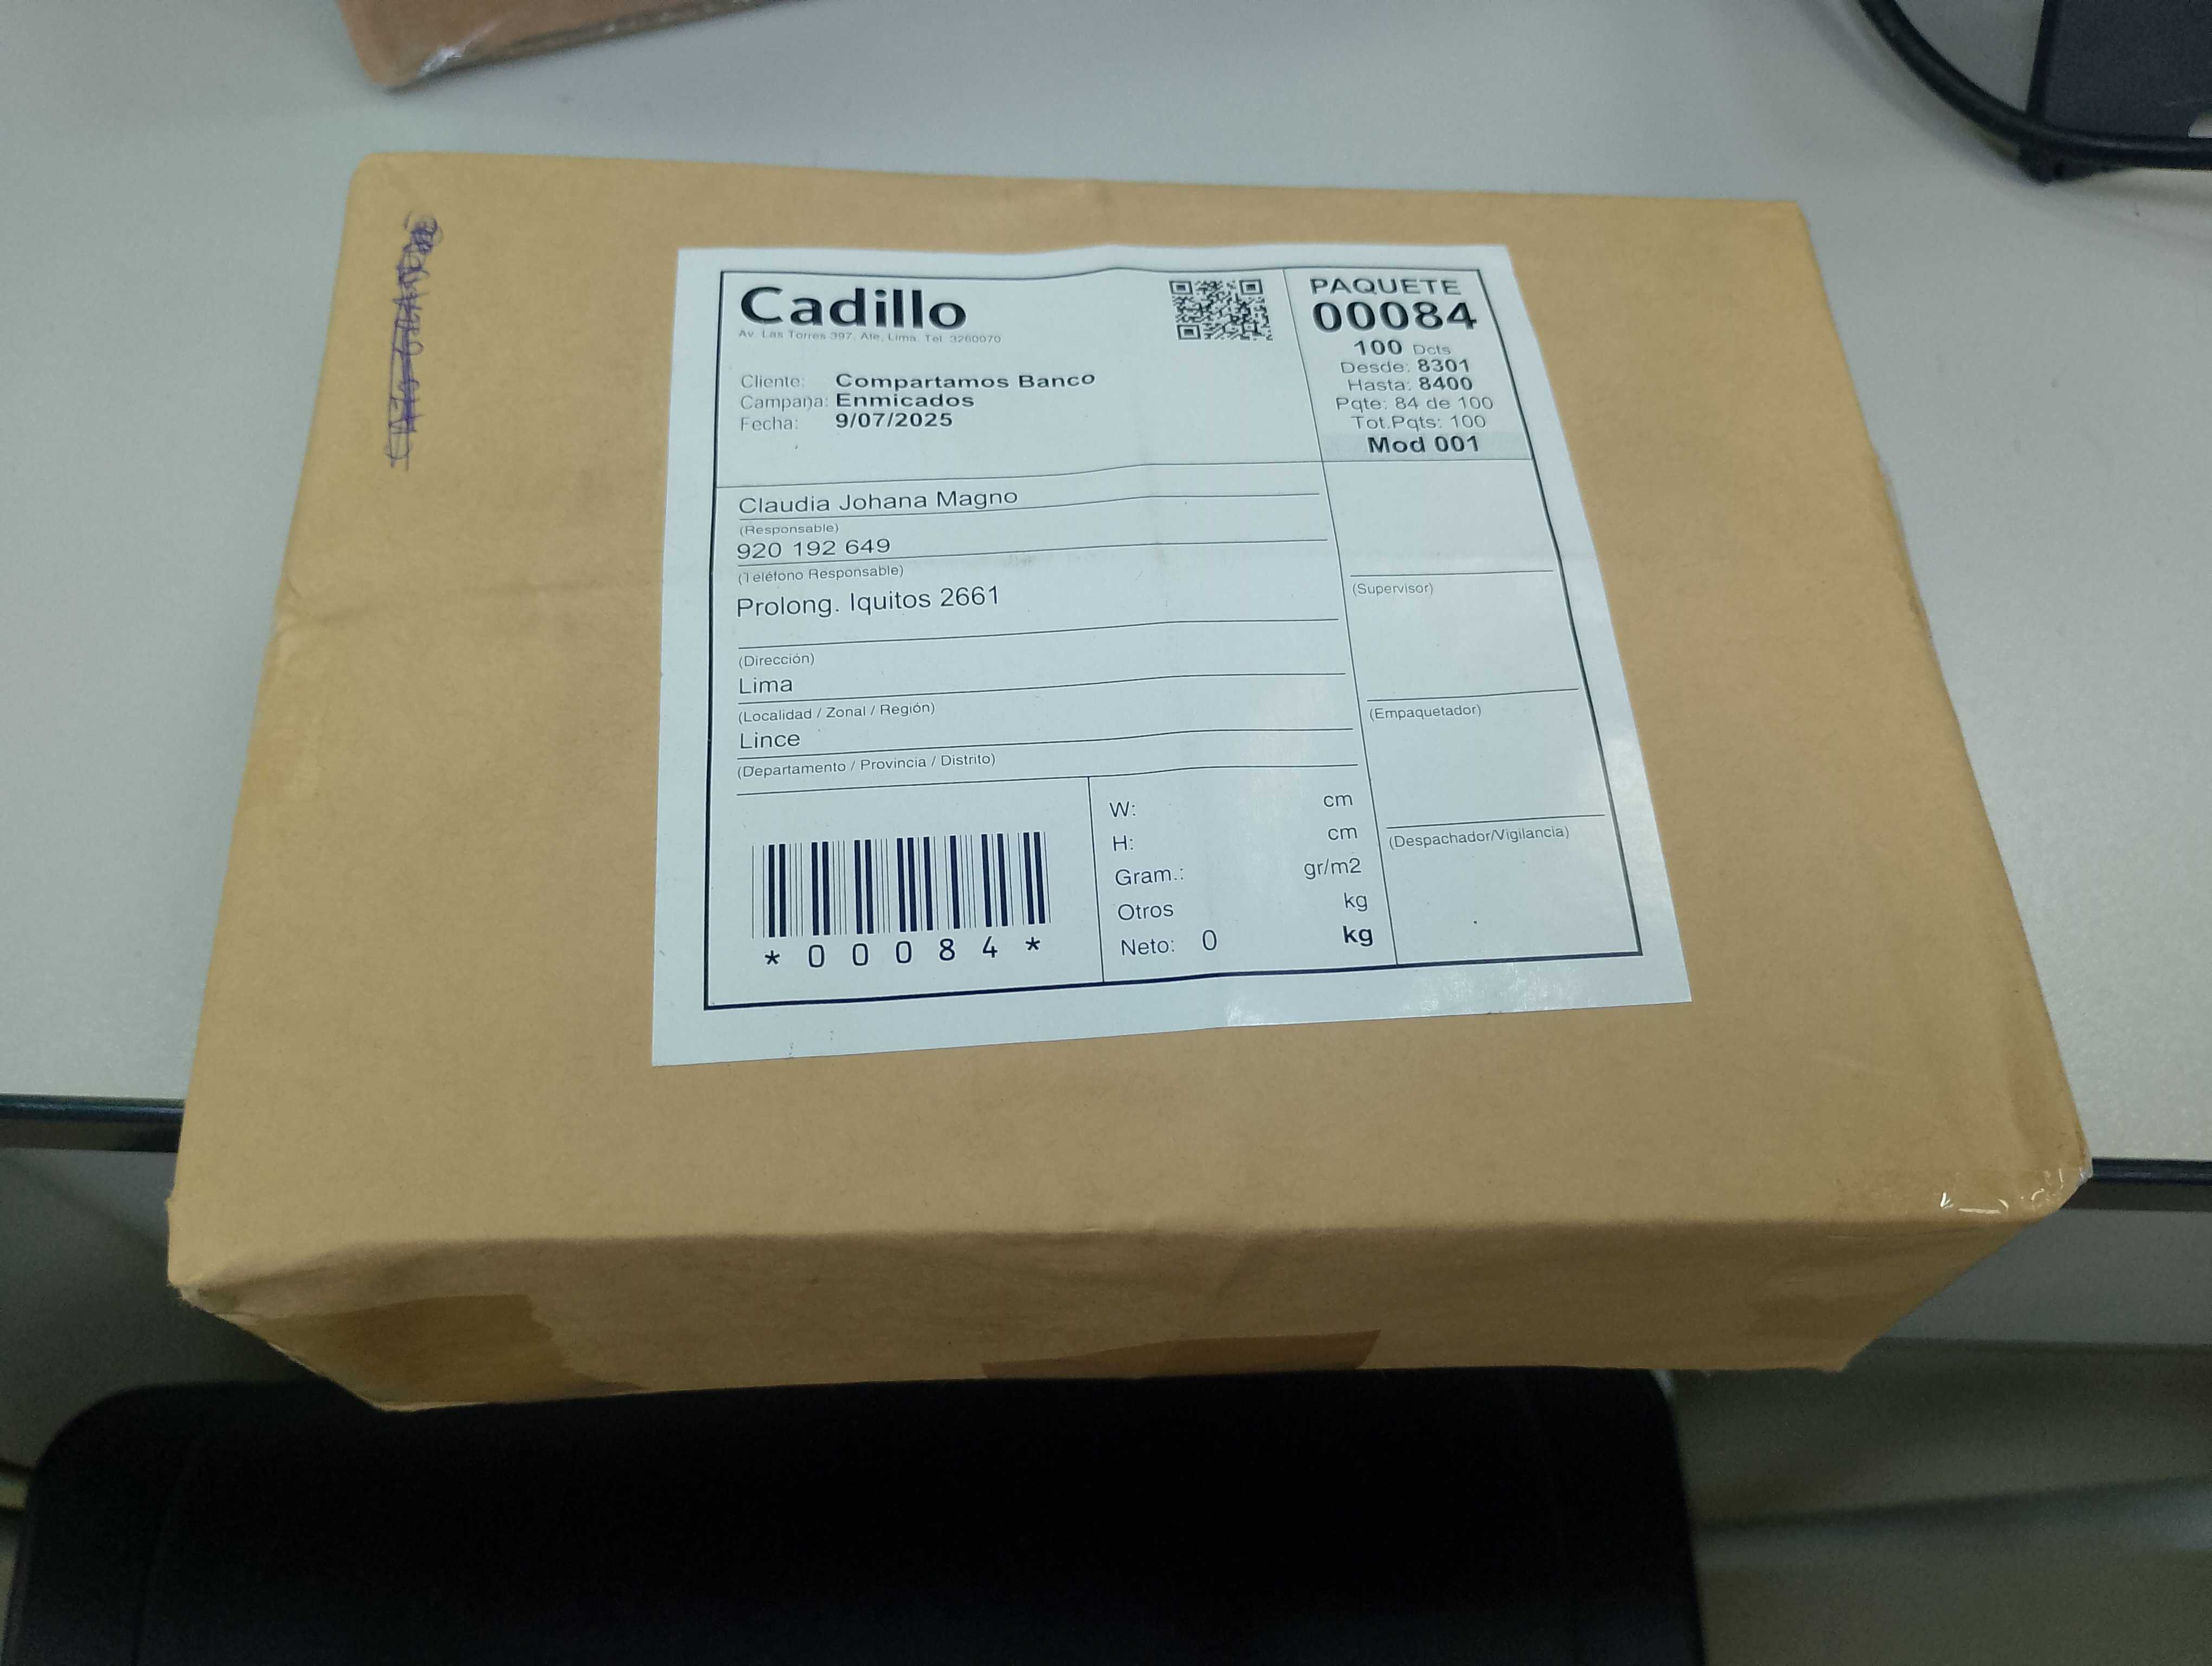 Cadillo
Av. Las Torres 397, Ate, Lima. Tel. 3260070
Cliente: Compartamos Banco
Campaña: Enmicados
Fecha: 9/07/2025
PAQUETE
00084
100 Dcts
Desde: 8301
Hasta: 8400
Pqte: 84 de 100
Tot.Pqts: 100
Mod 001
Claudia Johana Magno
(Responsable)
920 192 649
(Teléfono Responsable)
Prolong. Iquitos 2661
(Dirección)
Lima
(Localidad / Zonal / Región)
Lince
(Departamento / Provincia / Distrito)
(Supervisor)
(Empaquetador)
(Despachador/Vigilancia)
*00084*
W: cm
H: cm
Gram.: gr/m2
Otros kg
Neto: 0 kg